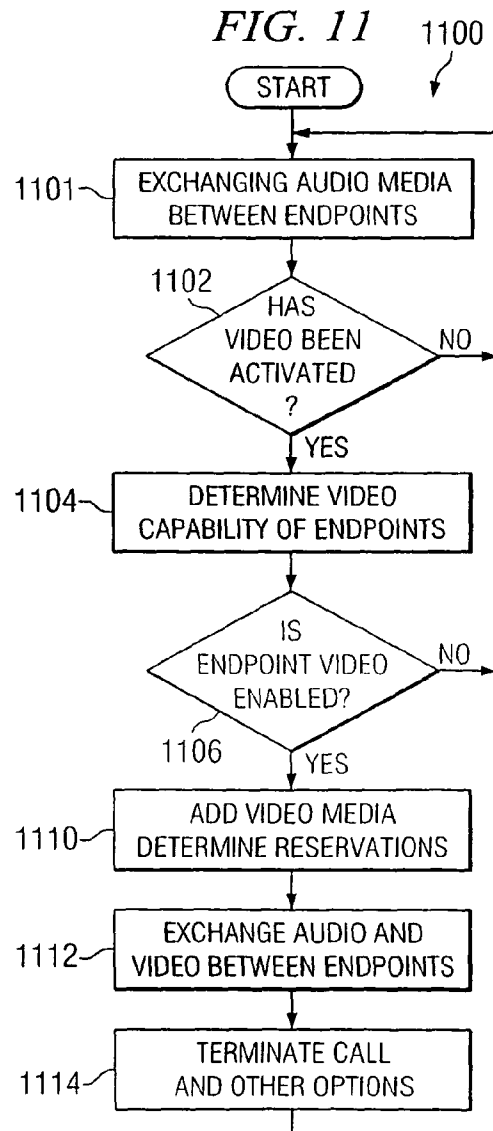 FIG. 11
1100
START
1101
EXCHANGING AUDIO MEDIA
BETWEEN ENDPOINTS
1102
HAS
VIDEO BEEN
ACTIVATED
?
NO
YES
1104
DETERMINE VIDEO
CAPABILITY OF ENDPOINTS
IS
ENDPOINT VIDEO
ENABLED?
NO
1106
YES
1110
ADD VIDEO MEDIA
DETERMINE RESERVATIONS
1112
EXCHANGE AUDIO AND
VIDEO BETWEEN ENDPOINTS
1114
TERMINATE CALL
AND OTHER OPTIONS